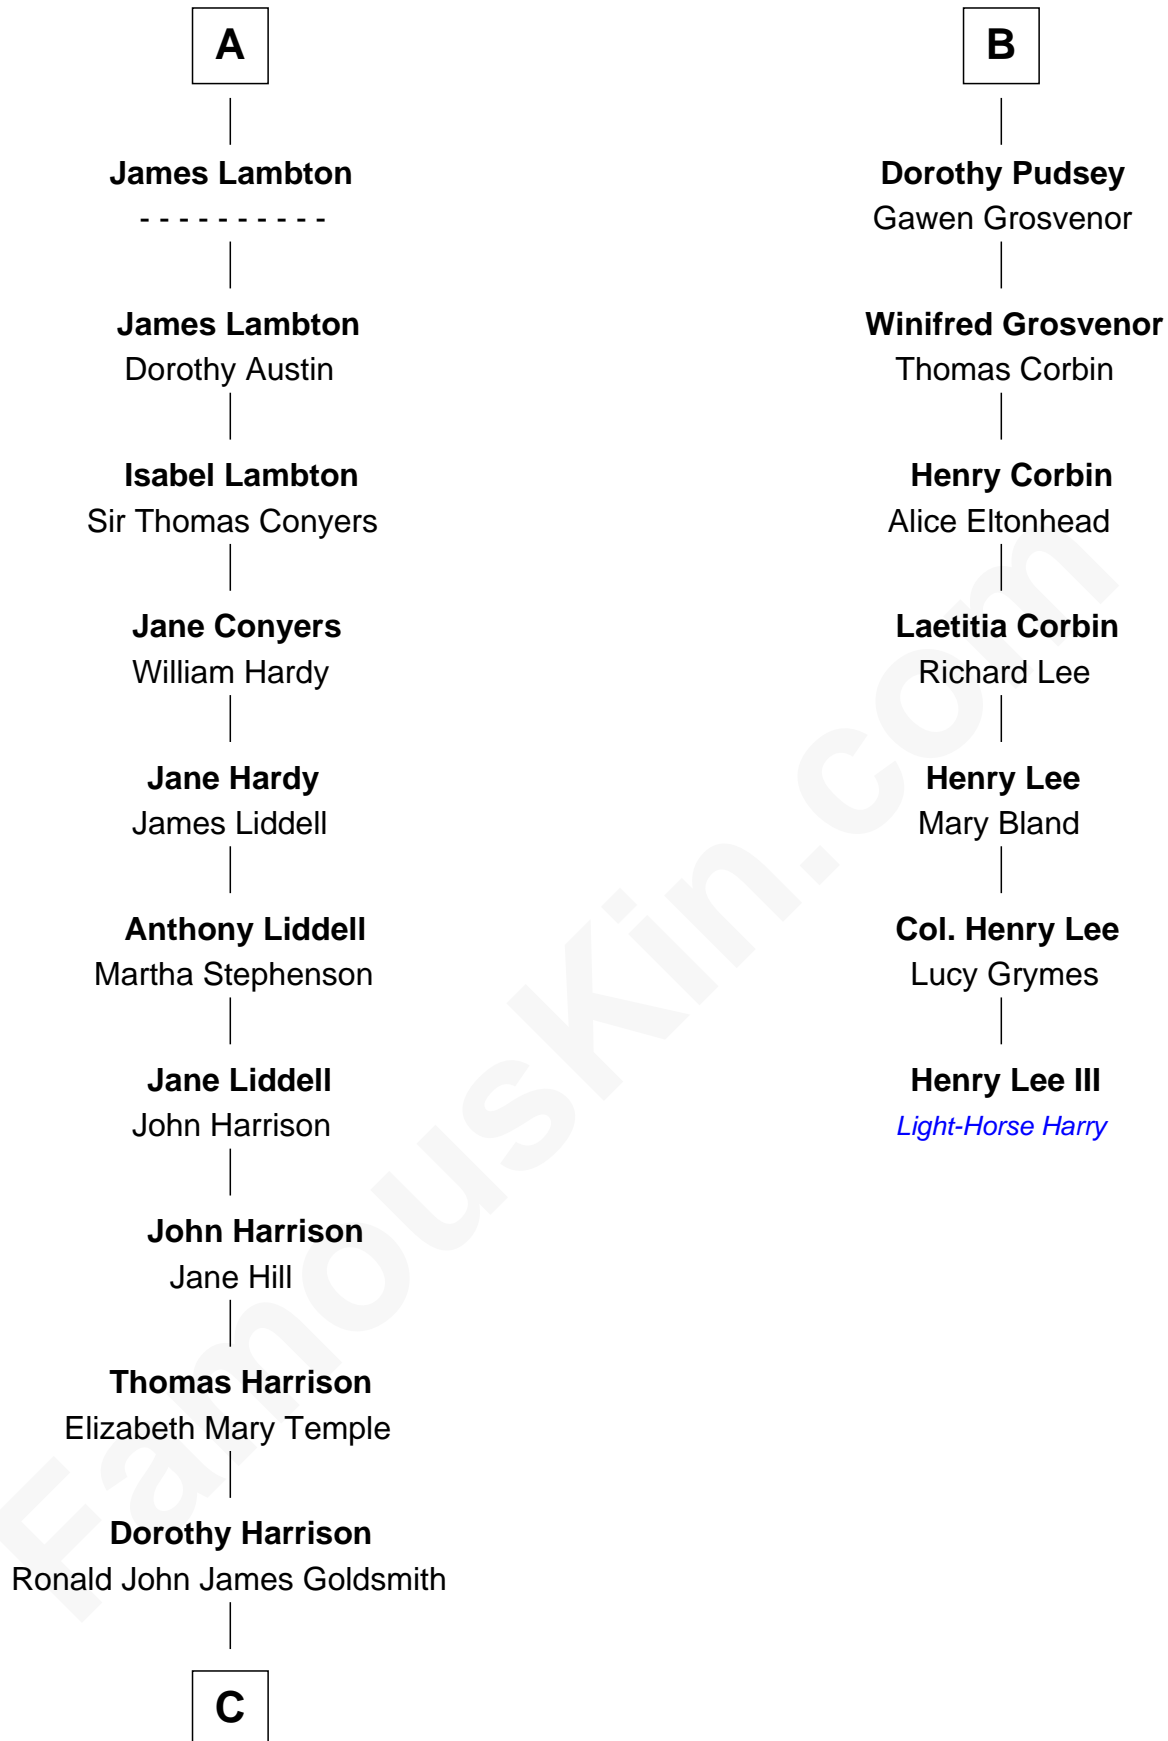 A
James Lambton
- - - - - - - - - -
James Lambton
Dorothy Austin
Isabel Lambton
Sir Thomas Conyers
Jane Conyers
William Hardy
Jane Hardy
James Liddell
Anthony Liddell
Martha Stephenson
Jane Liddell
John Harrison
John Harrison
Jane Hill
Thomas Harrison
Elizabeth Mary Temple
Dorothy Harrison
Ronald John James Goldsmith
C
B
Dorothy Pudsey
Gawen Grosvenor
Winifred Grosvenor
Thomas Corbin
Henry Corbin
Alice Eltonhead
Laetitia Corbin
Richard Lee
Henry Lee
Mary Bland
Col. Henry Lee
Lucy Grymes
Henry Lee III
Light-Horse Harry
FamousKin.com